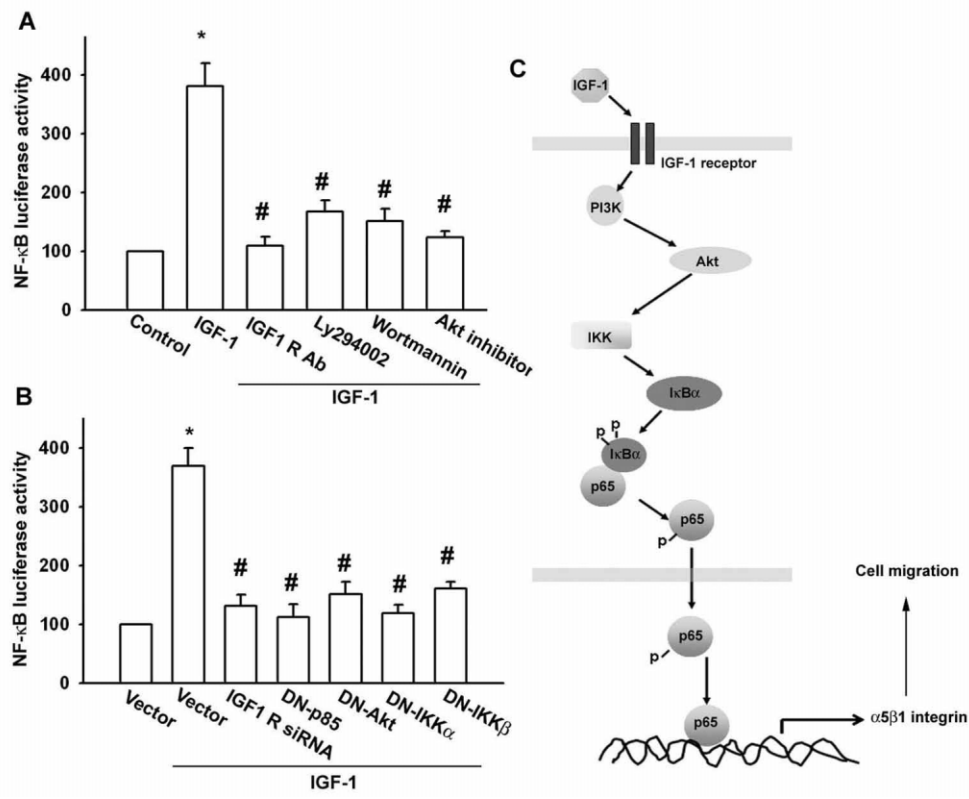 A
NF-κB luciferase activity
400
300
200
100
0
*
#
#
#
#
Control
IGF-1
IGF1 R Ab
Ly294002
Wortmannin
Akt inhibitor
IGF-1
B
NF-κB luciferase activity
400
300
200
100
0
*
#
#
#
#
#
Vector
Vector
IGF1 R siRNA
DN-p85
DN-Akt
DN-IKKα
DN-IKKβ
IGF-1
C
IGF-1
IGF-1 receptor
PI3K
Akt
IKK
IκBα
p p
IκBα
p65
p65
p
Cell migration
p65
p
p65
α5β1 integrin